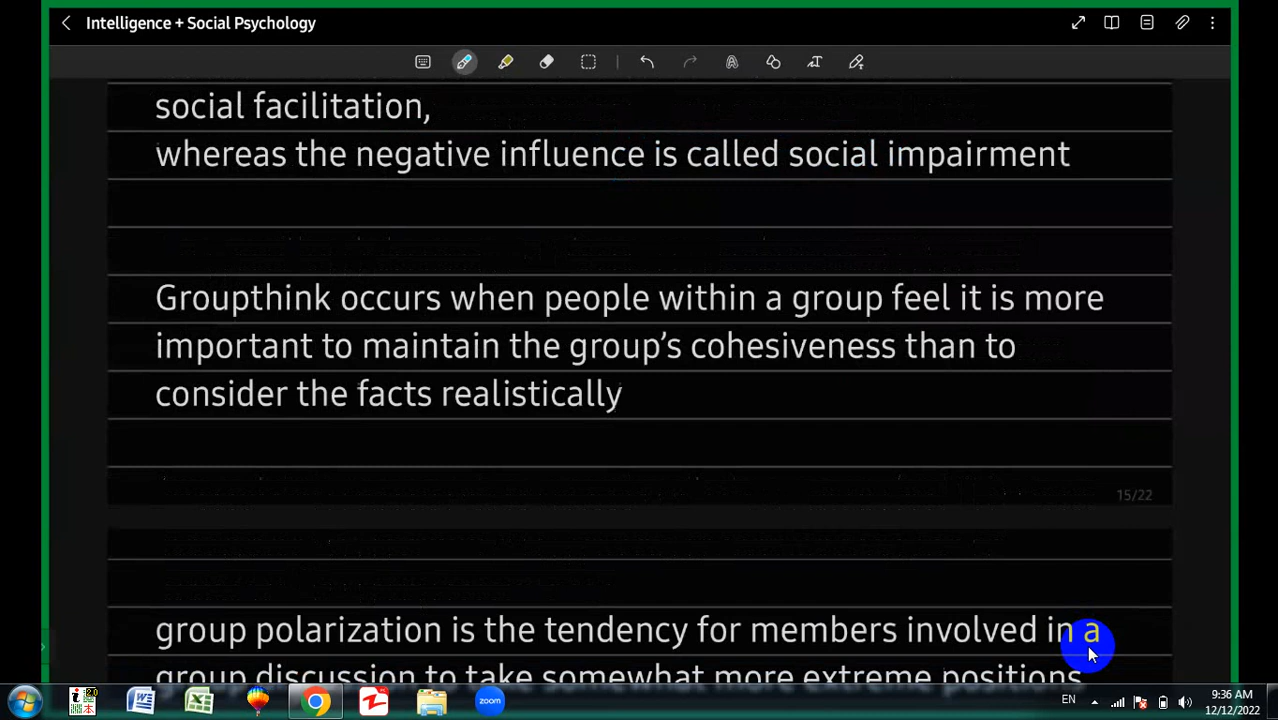 Intelligence + Social Psychology
social facilitation,
whereas the negative influence is called social impairment
Groupthink occurs when people within a group feel it is more
important to maintain the group's cohesiveness than to
consider the facts realistically
15/22
group polarization is the tendency for members involved in a
group discussion to take somewhat more extreme positions
zoom
EN
9:36 AM
12/12/2022